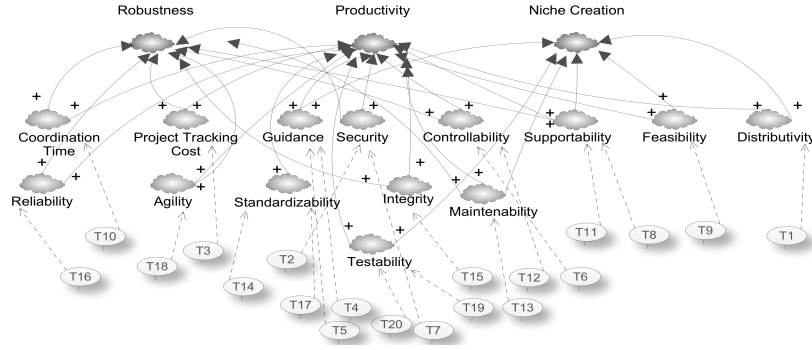 Robustness
Productivity
Niche Creation
+ + + + + + + + + +
Coordination Time
Project Tracking Cost
Guidance
Security
Controllability
Supportability
Feasibility
Distributivity
+ + + + + + +
Reliability
Agility
Standardizability
Integrity
Maintenability
+ +
Testability
T10
T16
T18
T3
T14
T2
T17
T4
T5
T20
T7
T15
T19
T12
T13
T6
T11
T8
T9
T1